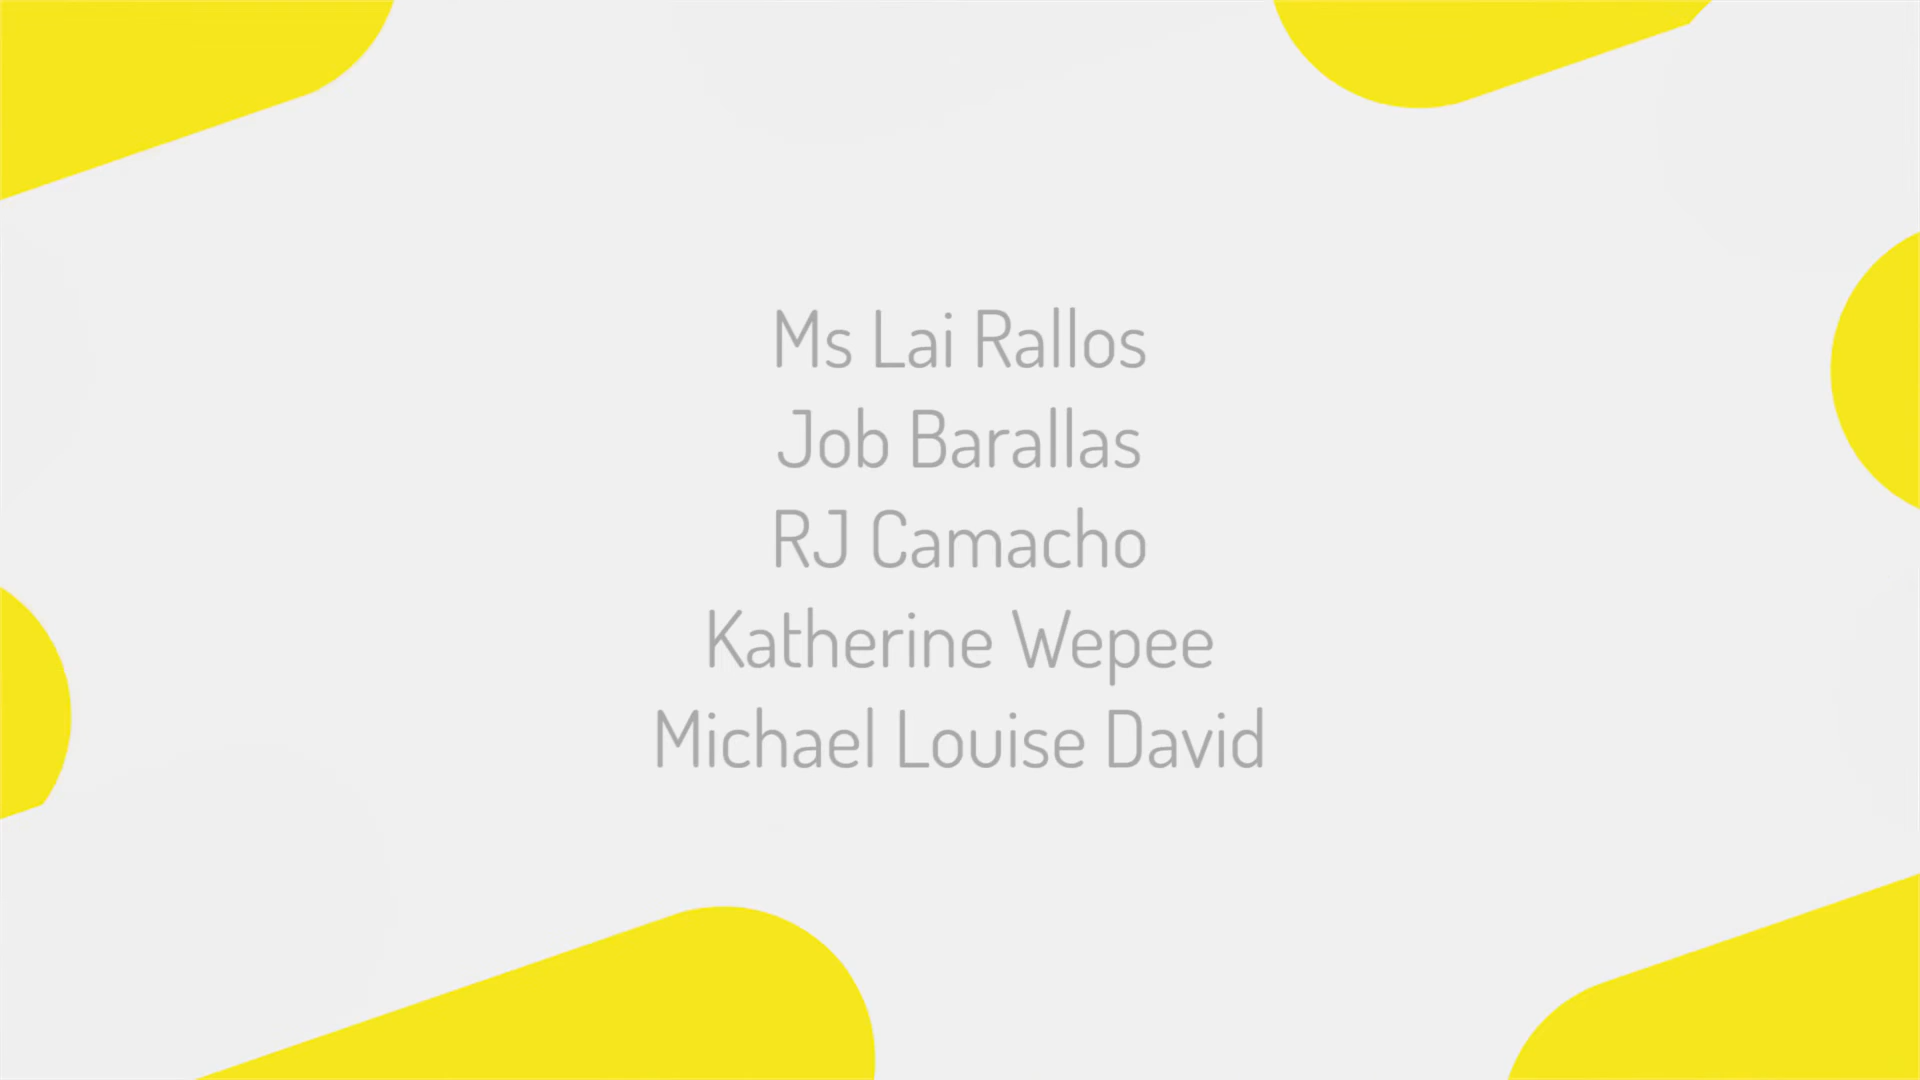 Ms Lai Rallos
Job Barallas
RJ Camacho
Katherine Wepee
Michael Louise David